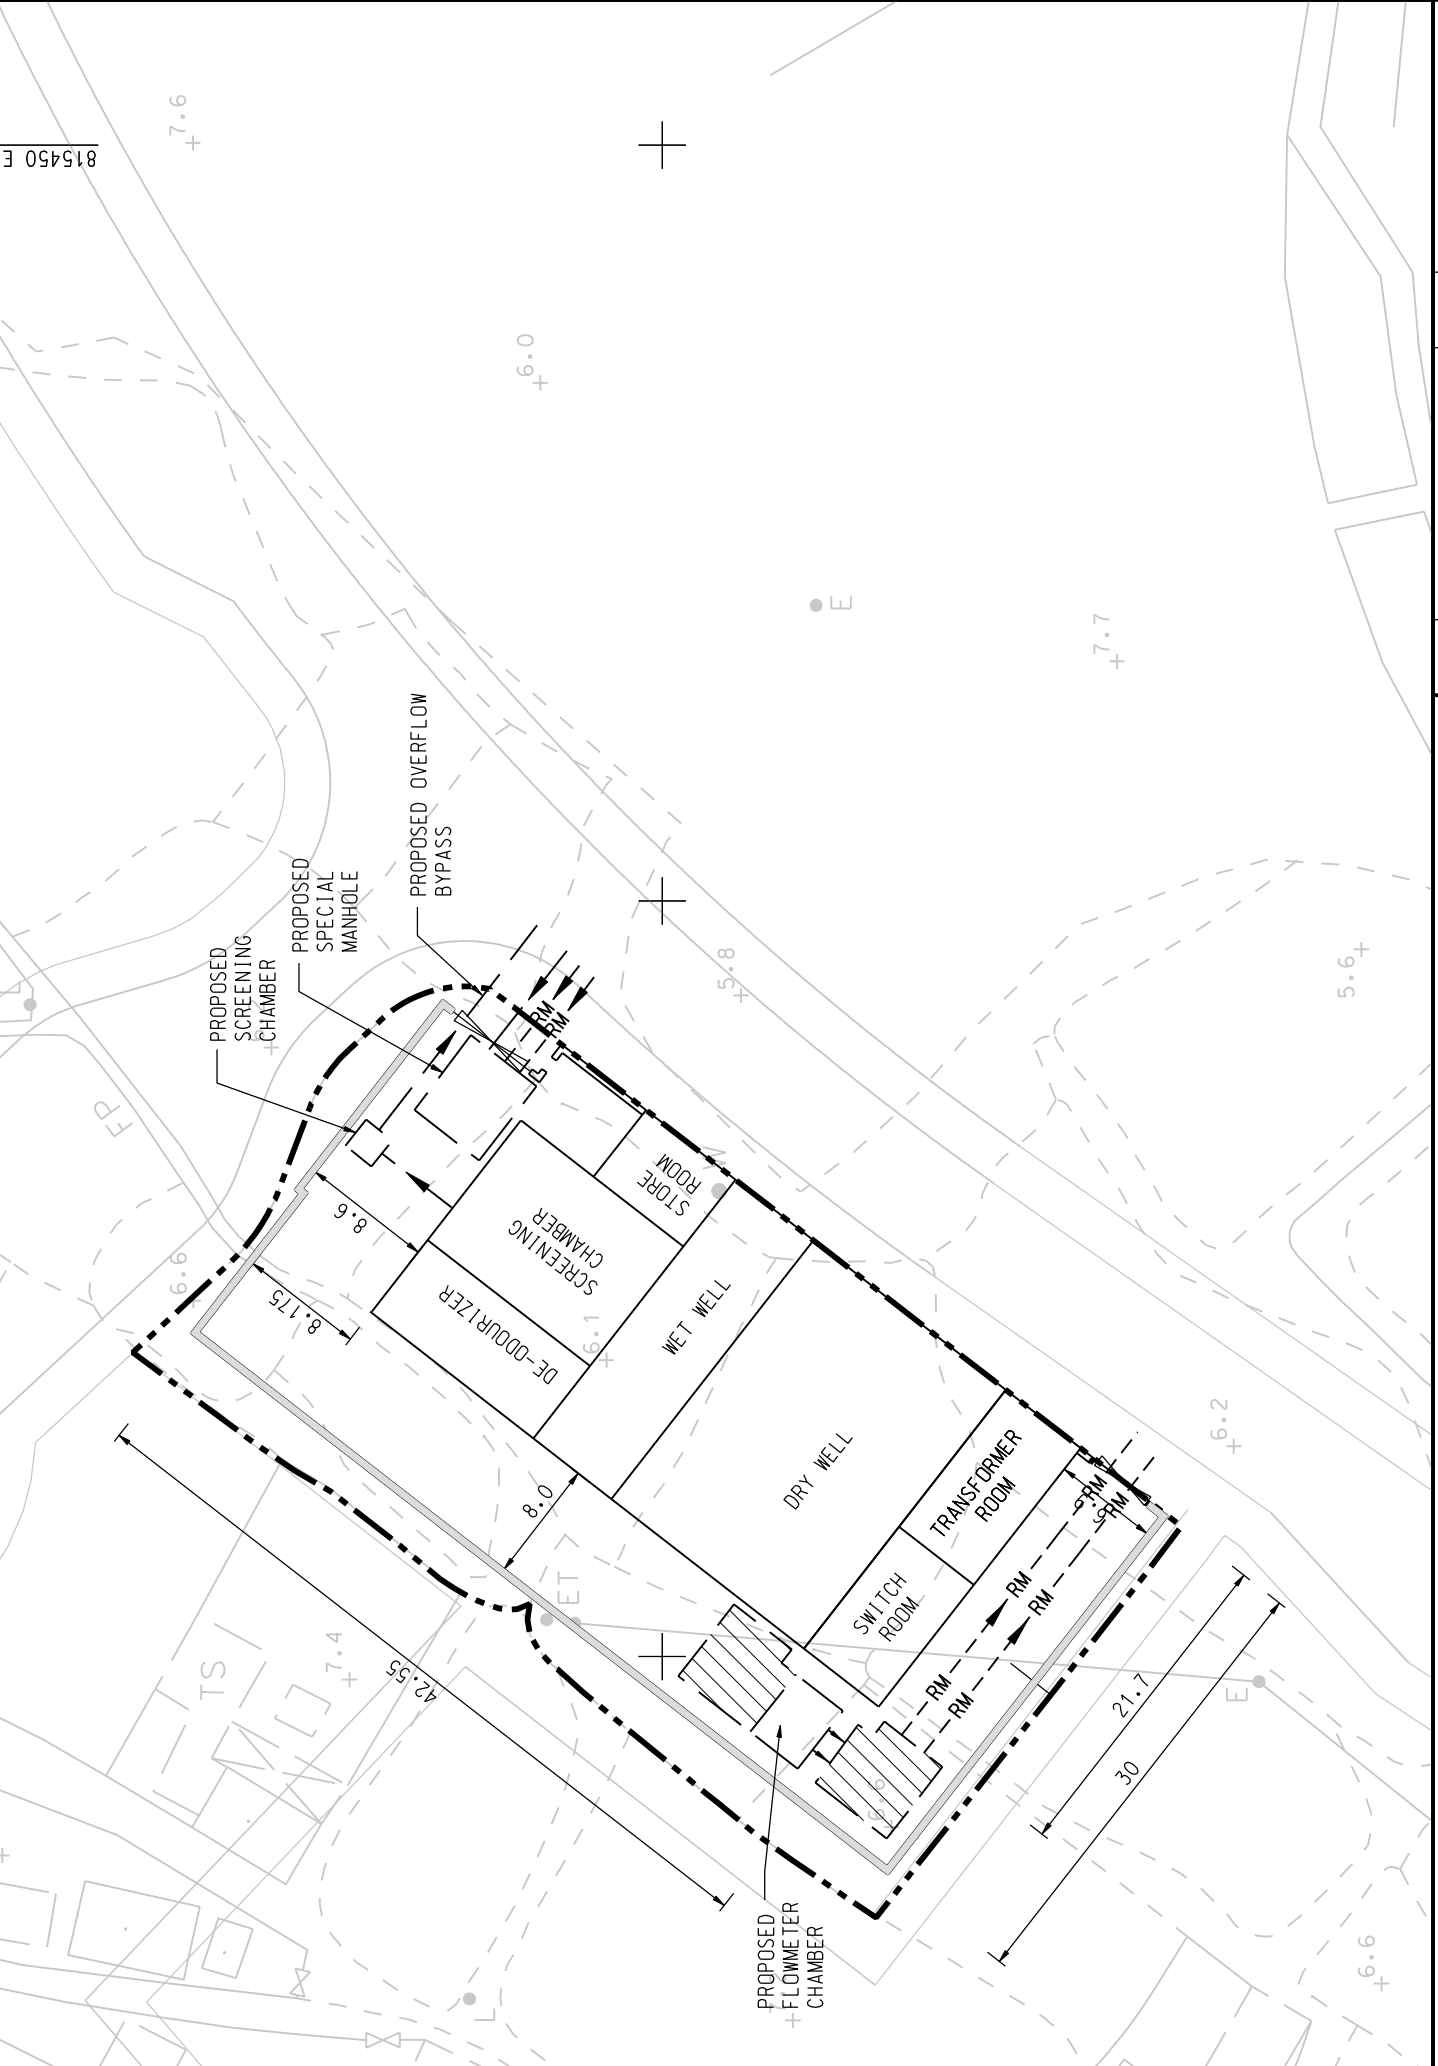 7.6
815450 E
6.0
E
7.7
PROPOSED OVERFLOW
BYPASS
PROPOSED
SPECIAL
MANHOLE
PROPOSED
SCREENING
CHAMBER
5.8
5.6
RM
RM
EP
W
STORE
ROOM
8.6
6.6
8.175
SCREENING
CHAMBER
DE-ODOURIZER
6.1
WET WELL
DRY WELL
TRANSFORMER
ROOM
SWITCH
ROOM
6.2
8.0
ET
TS
7.4
42.55
RM
RM
RM
RM
RM
RM
E
21.7
30
6.6
PROPOSED
FLOWMETER
CHAMBER
L
6.6